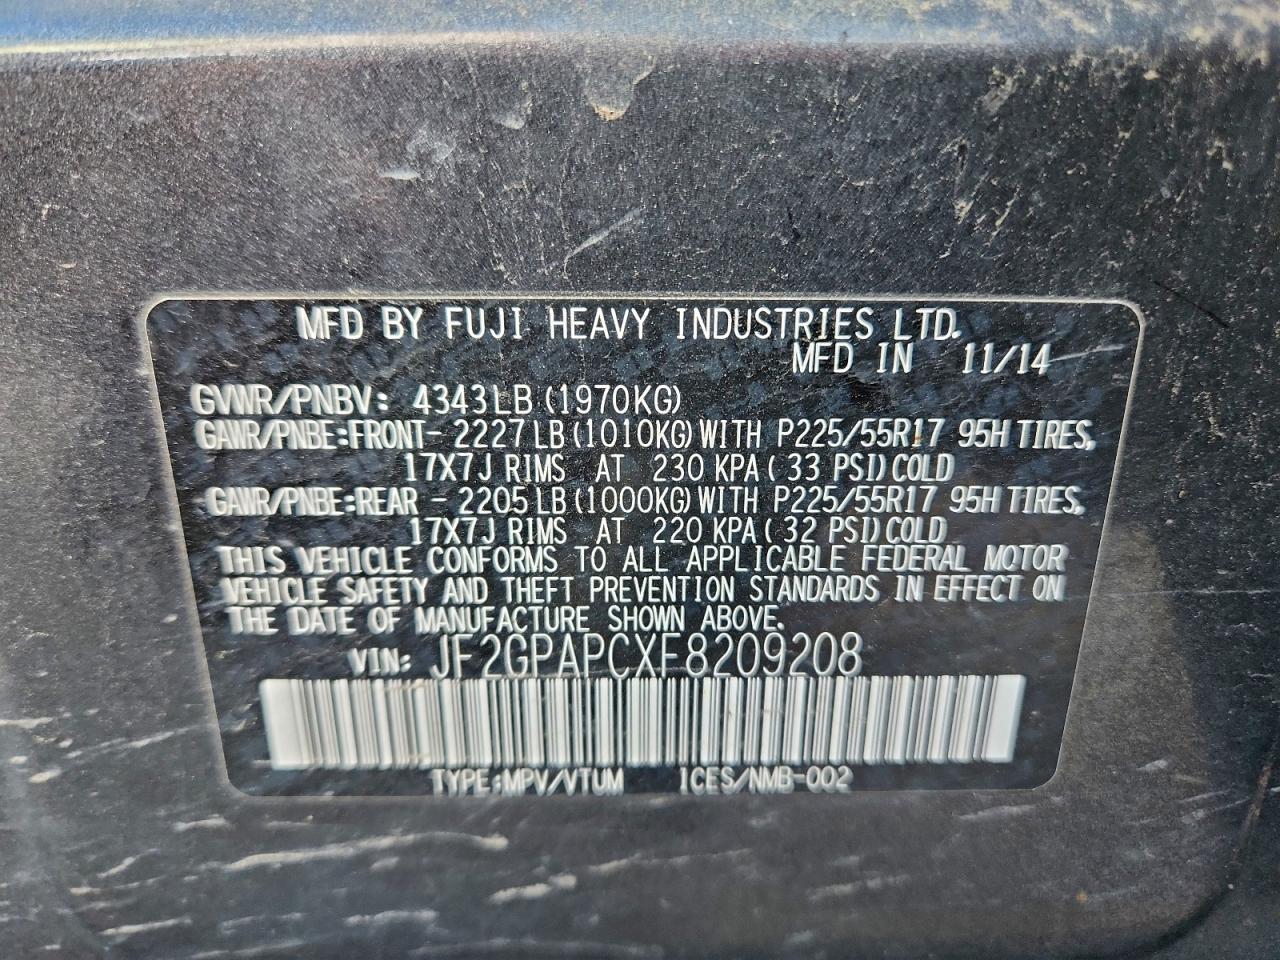 MFD BY FUJI HEAVY INDUSTRIES LTD.
MFD IN 11/14
GVWR/PNBV: 4343LB (1970KG)
GAWR/PNBE:FRONT- 2227LB (1010KG) WITH P225/55R17 95H TIRES,
17X7J RIMS AT 230 KPA ( 33 PSI) COLD
GAWR/PNBE:REAR - 2205LB (1000KG) WITH P225/55R17 95H TIRES,
17X7J RIMS AT 220 KPA ( 32 PSI) COLD
THIS VEHICLE CONFORMS TO ALL APPLICABLE FEDERAL MOTOR
VEHICLE SAFETY AND THEFT PREVENTION STANDARDS IN EFFECT ON
THE DATE OF MANUFACTURE SHOWN ABOVE.
VIN: JF2GPAPCXF8209208
TYPE:MPV/VTUM ICES/NMB-002